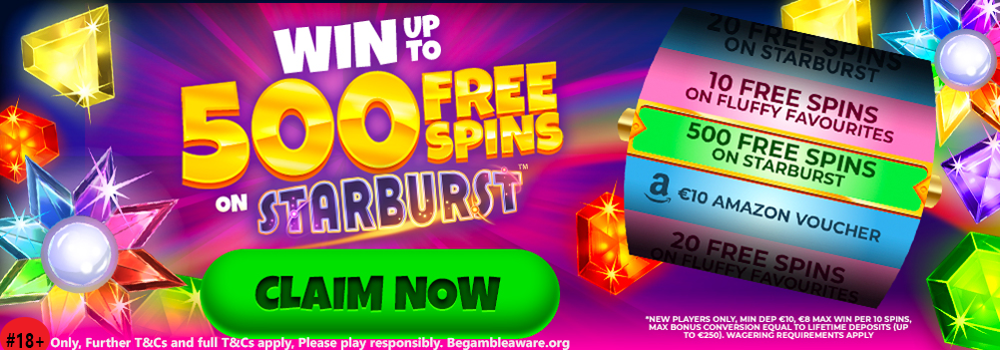 WIN UP TO
500 FREE SPINS
ON STARBURST™
CLAIM NOW
20 FREE SPINS
ON STARBURST
10 FREE SPINS
ON FLUFFY FAVOURITES
500 FREE SPINS
ON STARBURST
a €10 AMAZON VOUCHER
20 FREE SPINS
ON FLUFFY FAVOURITES
*NEW PLAYERS ONLY, MIN DEP €10, €8 MAX WIN PER 10 SPINS,
MAX BONUS CONVERSION EQUAL TO LIFETIME DEPOSITS (UP
TO €250). WAGERING REQUIREMENTS APPLY
#18+ Only, Further T&Cs and full T&Cs apply, Please play responsibly. Begambleaware.org